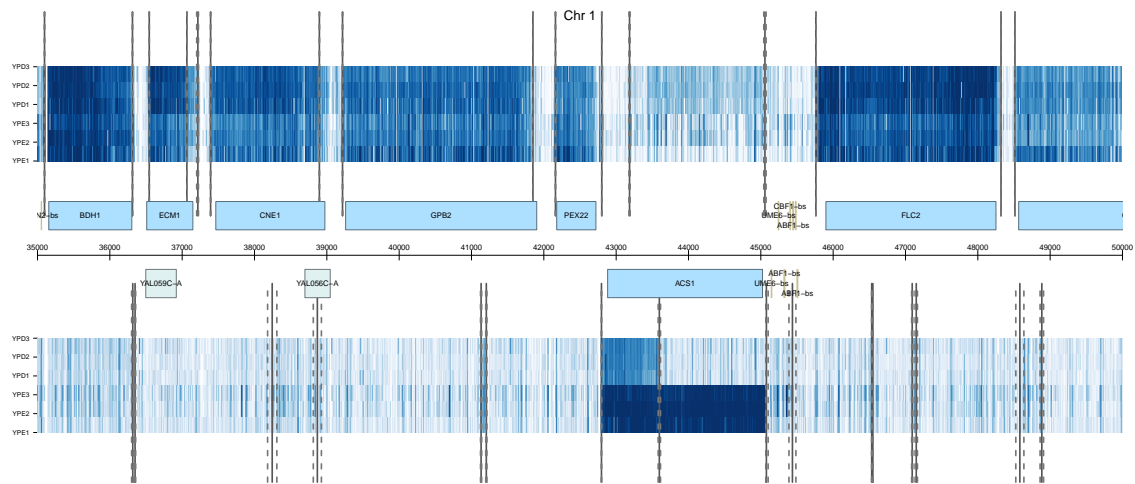 Chr 1
YPD3
YPD2
YPD1
YPE3
YPE2
YPE1
CBF1-bs
UME6-bs
ABF1-bs
BDH1
ECM1
CNE1
GPB2
PEX22
FLC2
35000 36000 37000 38000 39000 40000 41000 42000 43000 44000 45000 46000 47000 48000 49000 50000
YAL059C-A
YAL056C-A
ACS1
ABF1-bs
UME6-bs
ABF1-bs
YPD3
YPD2
YPD1
YPE3
YPE2
YPE1